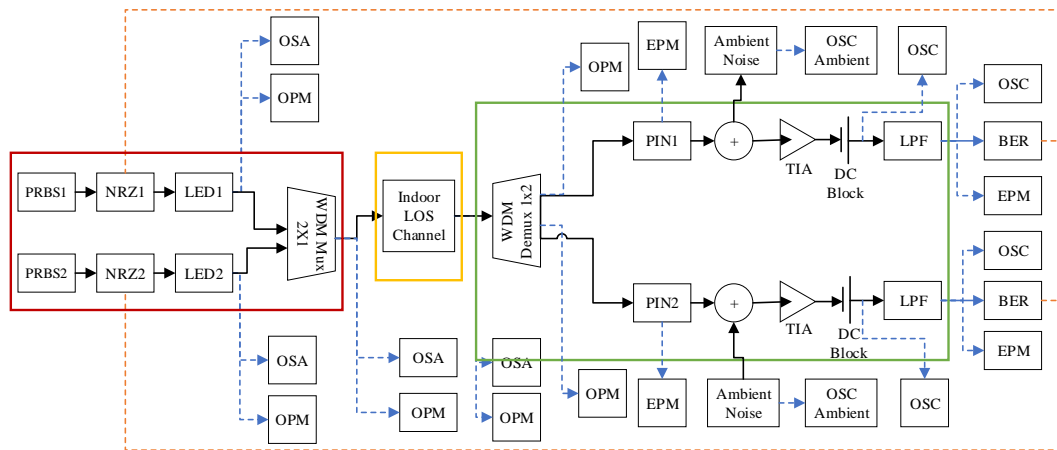 OSA
OPM
OPM
EPM
Ambient
Noise
OSC
Ambient
OSC
OSC
PIN1
+
TIA
DC
Block
LPF
BER
EPM
PRBS1
NRZ1
LED1
WDM Mux
2X1
Indoor
LOS
Channel
WDM
Demux 1x2
PRBS2
NRZ2
LED2
PIN2
+
TIA
DC
Block
LPF
OSC
BER
EPM
OSA
OPM
OSA
OPM
OSA
OPM
OPM
EPM
Ambient
Noise
OSC
Ambient
OSC